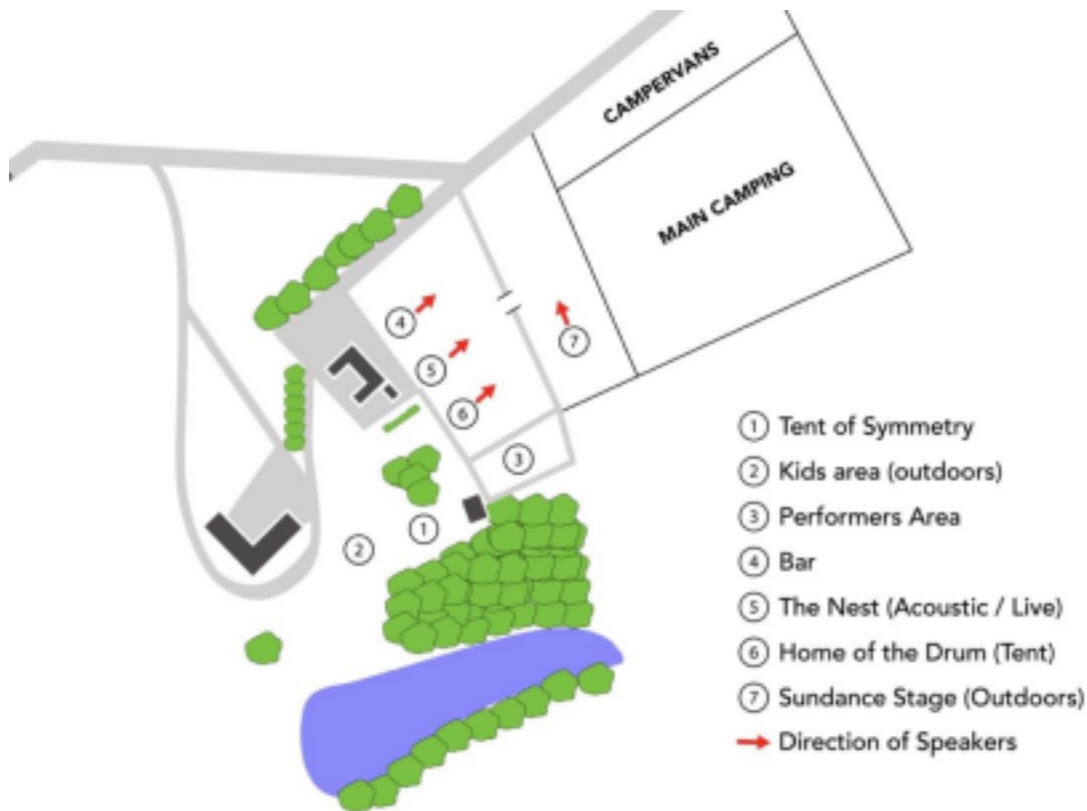 CAMPERVANS
MAIN CAMPING
4
5
7
6
3
1
2
1 Tent of Symmetry
2 Kids area (outdoors)
3 Performers Area
4 Bar
5 The Nest (Acoustic / Live)
6 Home of the Drum (Tent)
7 Sundance Stage (Outdoors)
Direction of Speakers